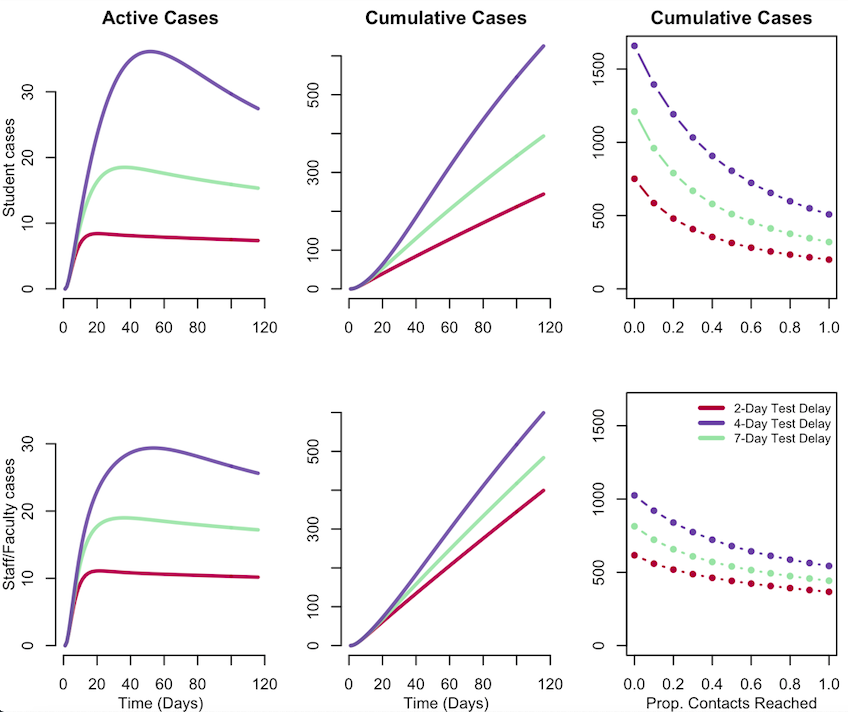 Active Cases
Cumulative Cases
Cumulative Cases
Student cases
0 10 20 30
0 20 40 60 80 120
0 100 300 500
0 20 40 60 80 120
0 500 1000 1500
0.0 0.2 0.4 0.6 0.8 1.0
Staff/Faculty cases
0 10 20 30
0 20 40 60 80 120
Time (Days)
0 100 300 500
0 20 40 60 80 120
Time (Days)
0 500 1000 1500
2-Day Test Delay
4-Day Test Delay
7-Day Test Delay
0.0 0.2 0.4 0.6 0.8 1.0
Prop. Contacts Reached